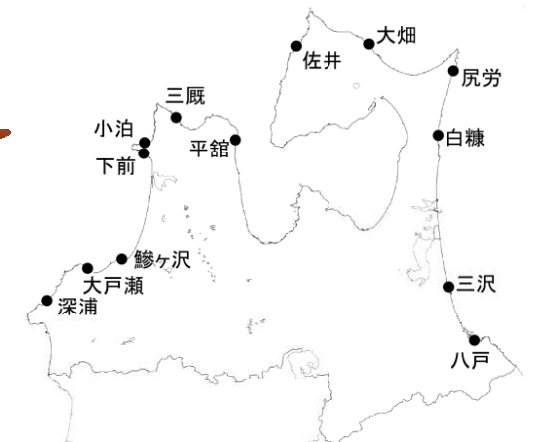 大畑
佐井
尻労
三厩
小泊
白糠
平舘
下前
鰺ヶ沢
大戸瀬
三沢
深浦
八戸